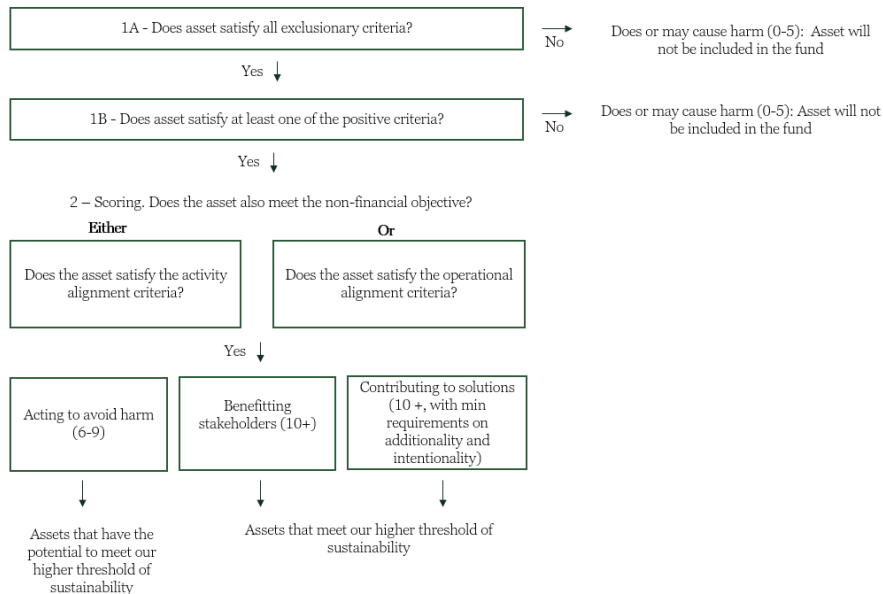 1A - Does asset satisfy all exclusionary criteria?
No
Does or may cause harm (0-5):  Asset will
not be included in the fund
Yes
1B - Does asset satisfy at least one of the positive criteria?
No
Does or may cause harm (0-5): Asset will not
be included in the fund
Yes
2 – Scoring. Does the asset also meet the non-financial objective?
Either
Or
Does the asset satisfy the activity
alignment criteria?
Does the asset satisfy the operational
alignment criteria?
Yes
Acting to avoid harm
(6-9)
Benefitting
stakeholders (10+)
Contributing to solutions
(10 +, with min
requirements on
additionality and
intentionality)
Assets that have the
potential to meet our
higher threshold of
sustainability
Assets that meet our higher threshold of
sustainability